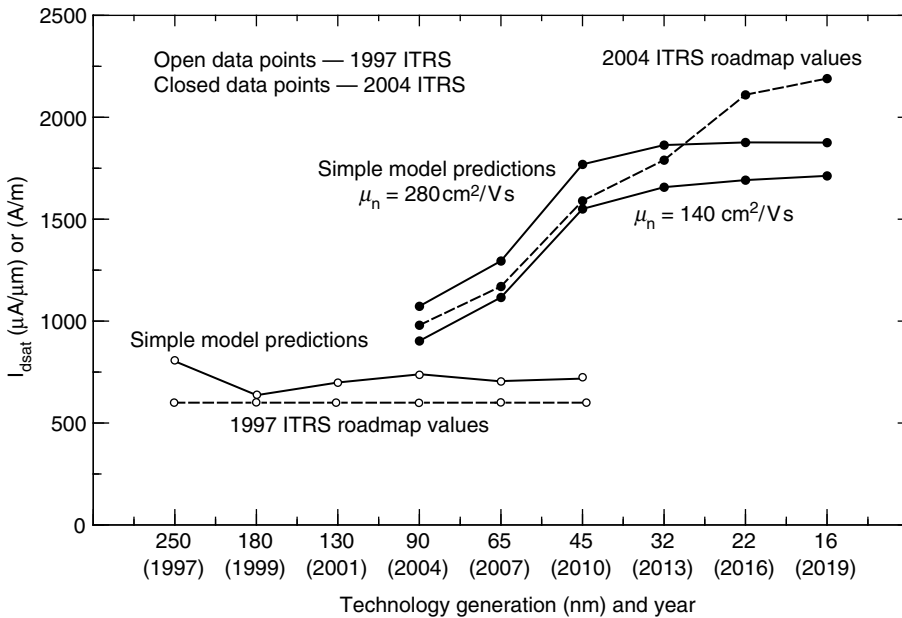 2500
2000
1500
1000
500
0
I_dsat (μA/μm) or (A/m)
Open data points — 1997 ITRS
Closed data points — 2004 ITRS
2004 ITRS roadmap values
Simple model predictions
μn = 280 cm²/Vs
μn = 140 cm²/Vs
Simple model predictions
1997 ITRS roadmap values
250 180 130 90 65 45 32 22 16
(1997) (1999) (2001) (2004) (2007) (2010) (2013) (2016) (2019)
Technology generation (nm) and year